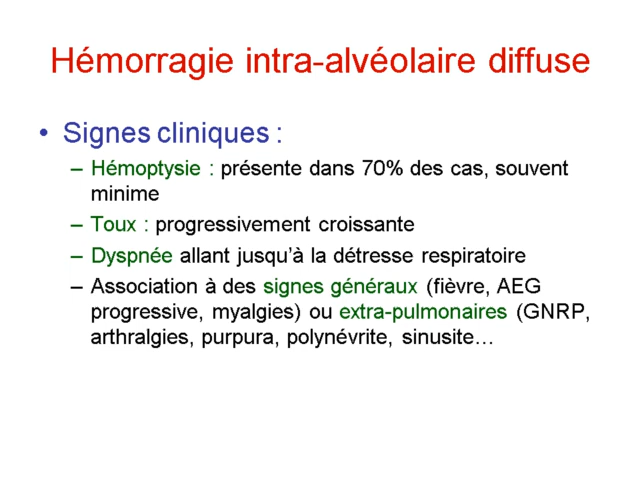 Hémorragie intra-alvéolaire diffuse
• Signes cliniques :
– Hémoptysie : présente dans 70% des cas, souvent
minime
– Toux : progressivement croissante
– Dyspnée allant jusqu'à la détresse respiratoire
– Association à des signes généraux (fièvre, AEG
progressive, myalgies) ou extra-pulmonaires (GNRP,
arthralgies, purpura, polynévrite, sinusite…